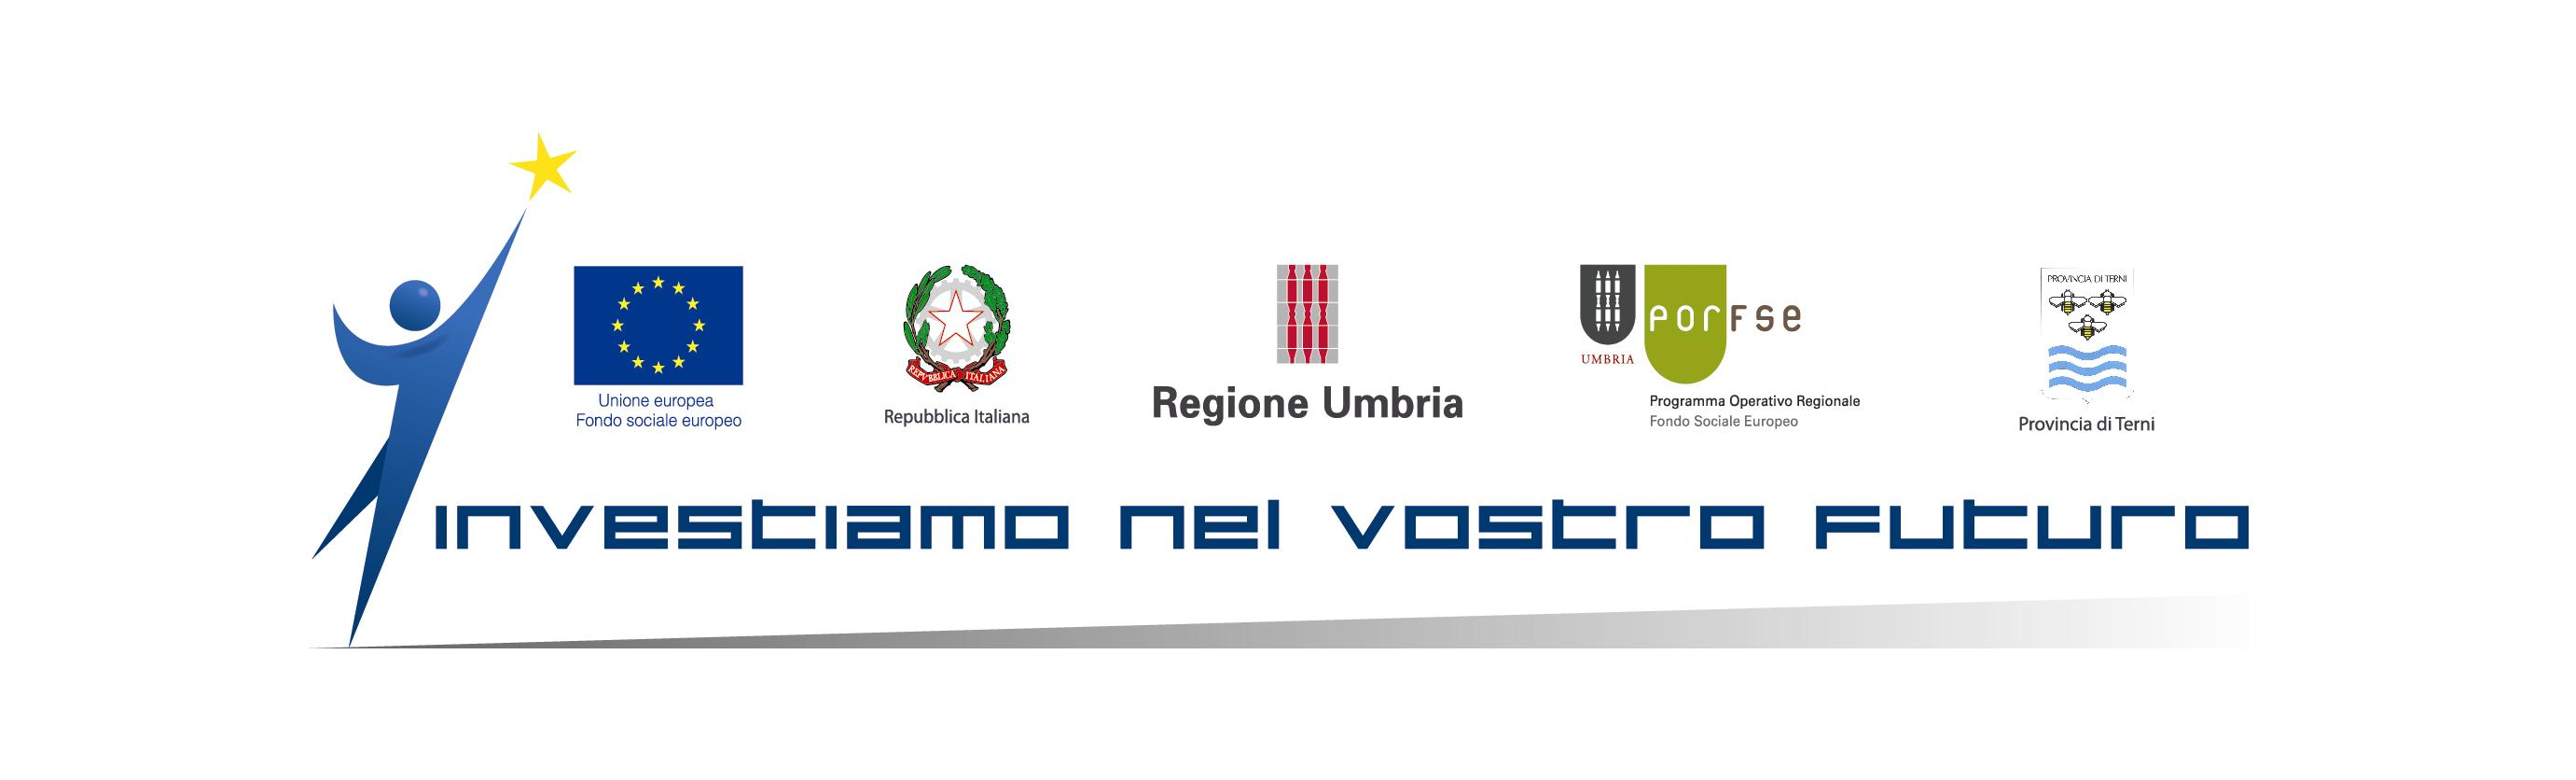 Unione europea
Fondo sociale europeo
REPVBBLICA ITALIANA
Repubblica Italiana
Regione Umbria
UMBRIA
PorFse
Programma Operativo Regionale
Fondo Sociale Europeo
PROVINCIA DI TERNI
Provincia di Terni
investiamo nel vostro Futuro